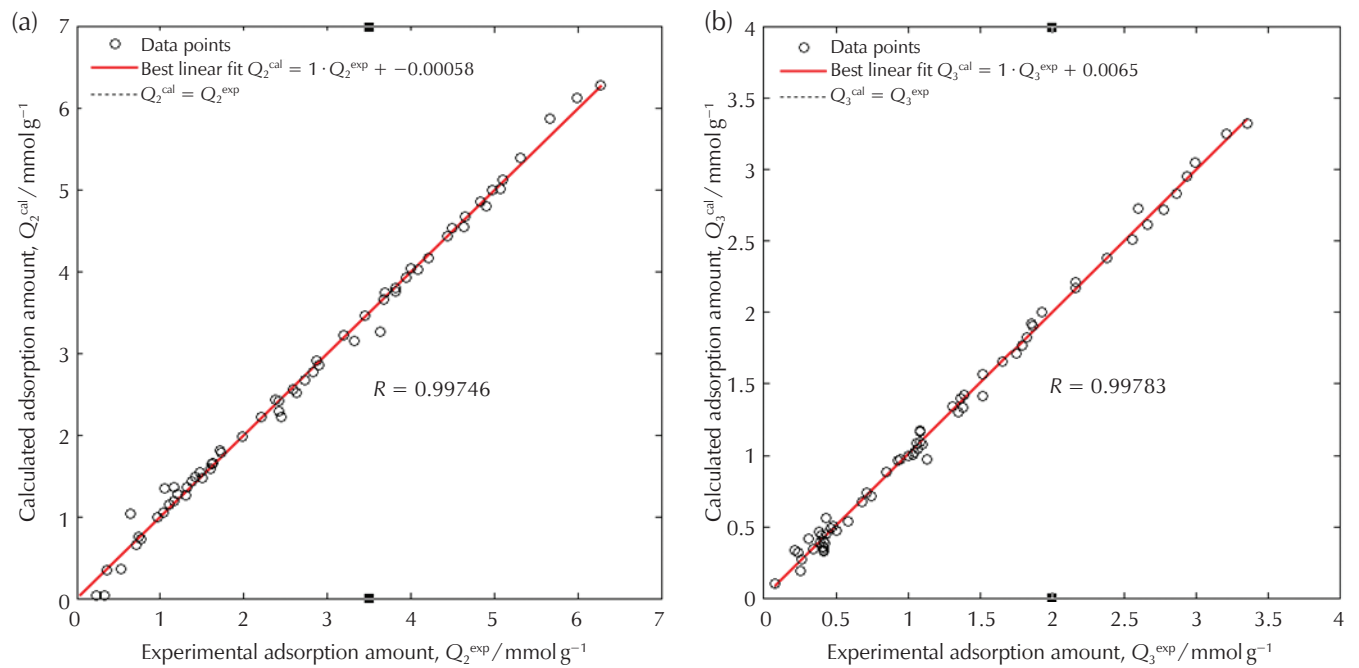 (a)
7
6
5
4
3
2
1
0
Calculated adsorption amount, Q₂ᶜᵃˡ / mmol g⁻¹
Data points
Best linear fit Q₂ᶜᵃˡ = 1 · Q₂ᵉˣᵖ + −0.00058
Q₂ᶜᵃˡ = Q₂ᵉˣᵖ
R = 0.99746
0 1 2 3 4 5 6 7
Experimental adsorption amount, Q₂ᵉˣᵖ / mmol g⁻¹
(b)
4
3.5
3
2.5
2
1.5
1
0.5
0
Calculated adsorption amount, Q₃ᶜᵃˡ / mmol g⁻¹
Data points
Best linear fit Q₃ᶜᵃˡ = 1 · Q₃ᵉˣᵖ + 0.0065
Q₃ᶜᵃˡ = Q₃ᵉˣᵖ
R = 0.99783
0 0.5 1 1.5 2 2.5 3 3.5 4
Experimental adsorption amount, Q₃ᵉˣᵖ / mmol g⁻¹